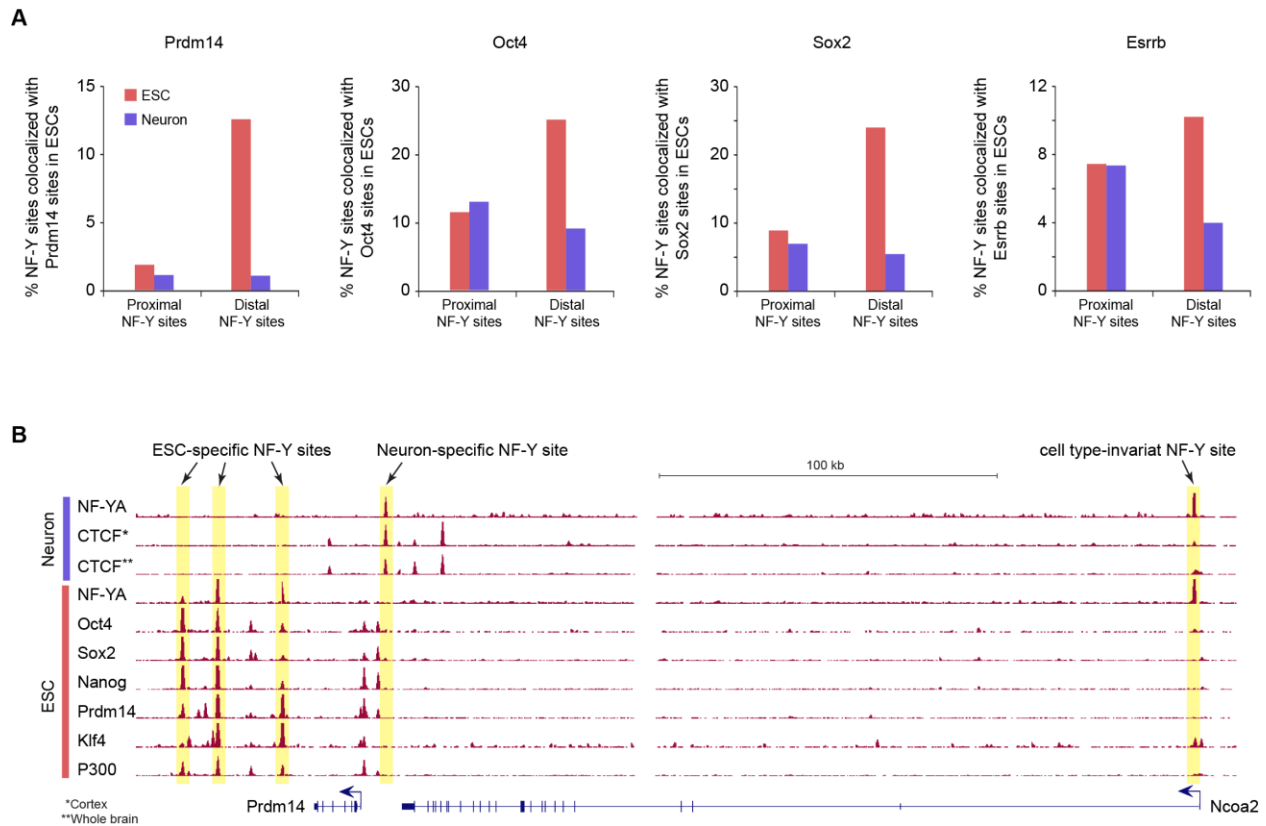 A
Prdm14
Oct4
Sox2
Esrrb
% NF-Y sites colocalized with
Prdm14 sites in ESCs
15
10
5
0
ESC
Neuron
Proximal
NF-Y sites
Distal
NF-Y sites
% NF-Y sites colocalized with
Oct4 sites in ESCs
30
20
10
0
Proximal
NF-Y sites
Distal
NF-Y sites
% NF-Y sites colocalized with
Sox2 sites in ESCs
30
20
10
0
Proximal
NF-Y sites
Distal
NF-Y sites
% NF-Y sites colocalized with
Esrrb sites in ESCs
12
8
4
0
Proximal
NF-Y sites
Distal
NF-Y sites
B
ESC-specific NF-Y sites
Neuron-specific NF-Y site
cell type-invariat NF-Y site
100 kb
Neuron
NF-YA
CTCF*
CTCF**
ESC
NF-YA
Oct4
Sox2
Nanog
Prdm14
Klf4
P300
*Cortex
**Whole brain
Prdm14
Ncoa2